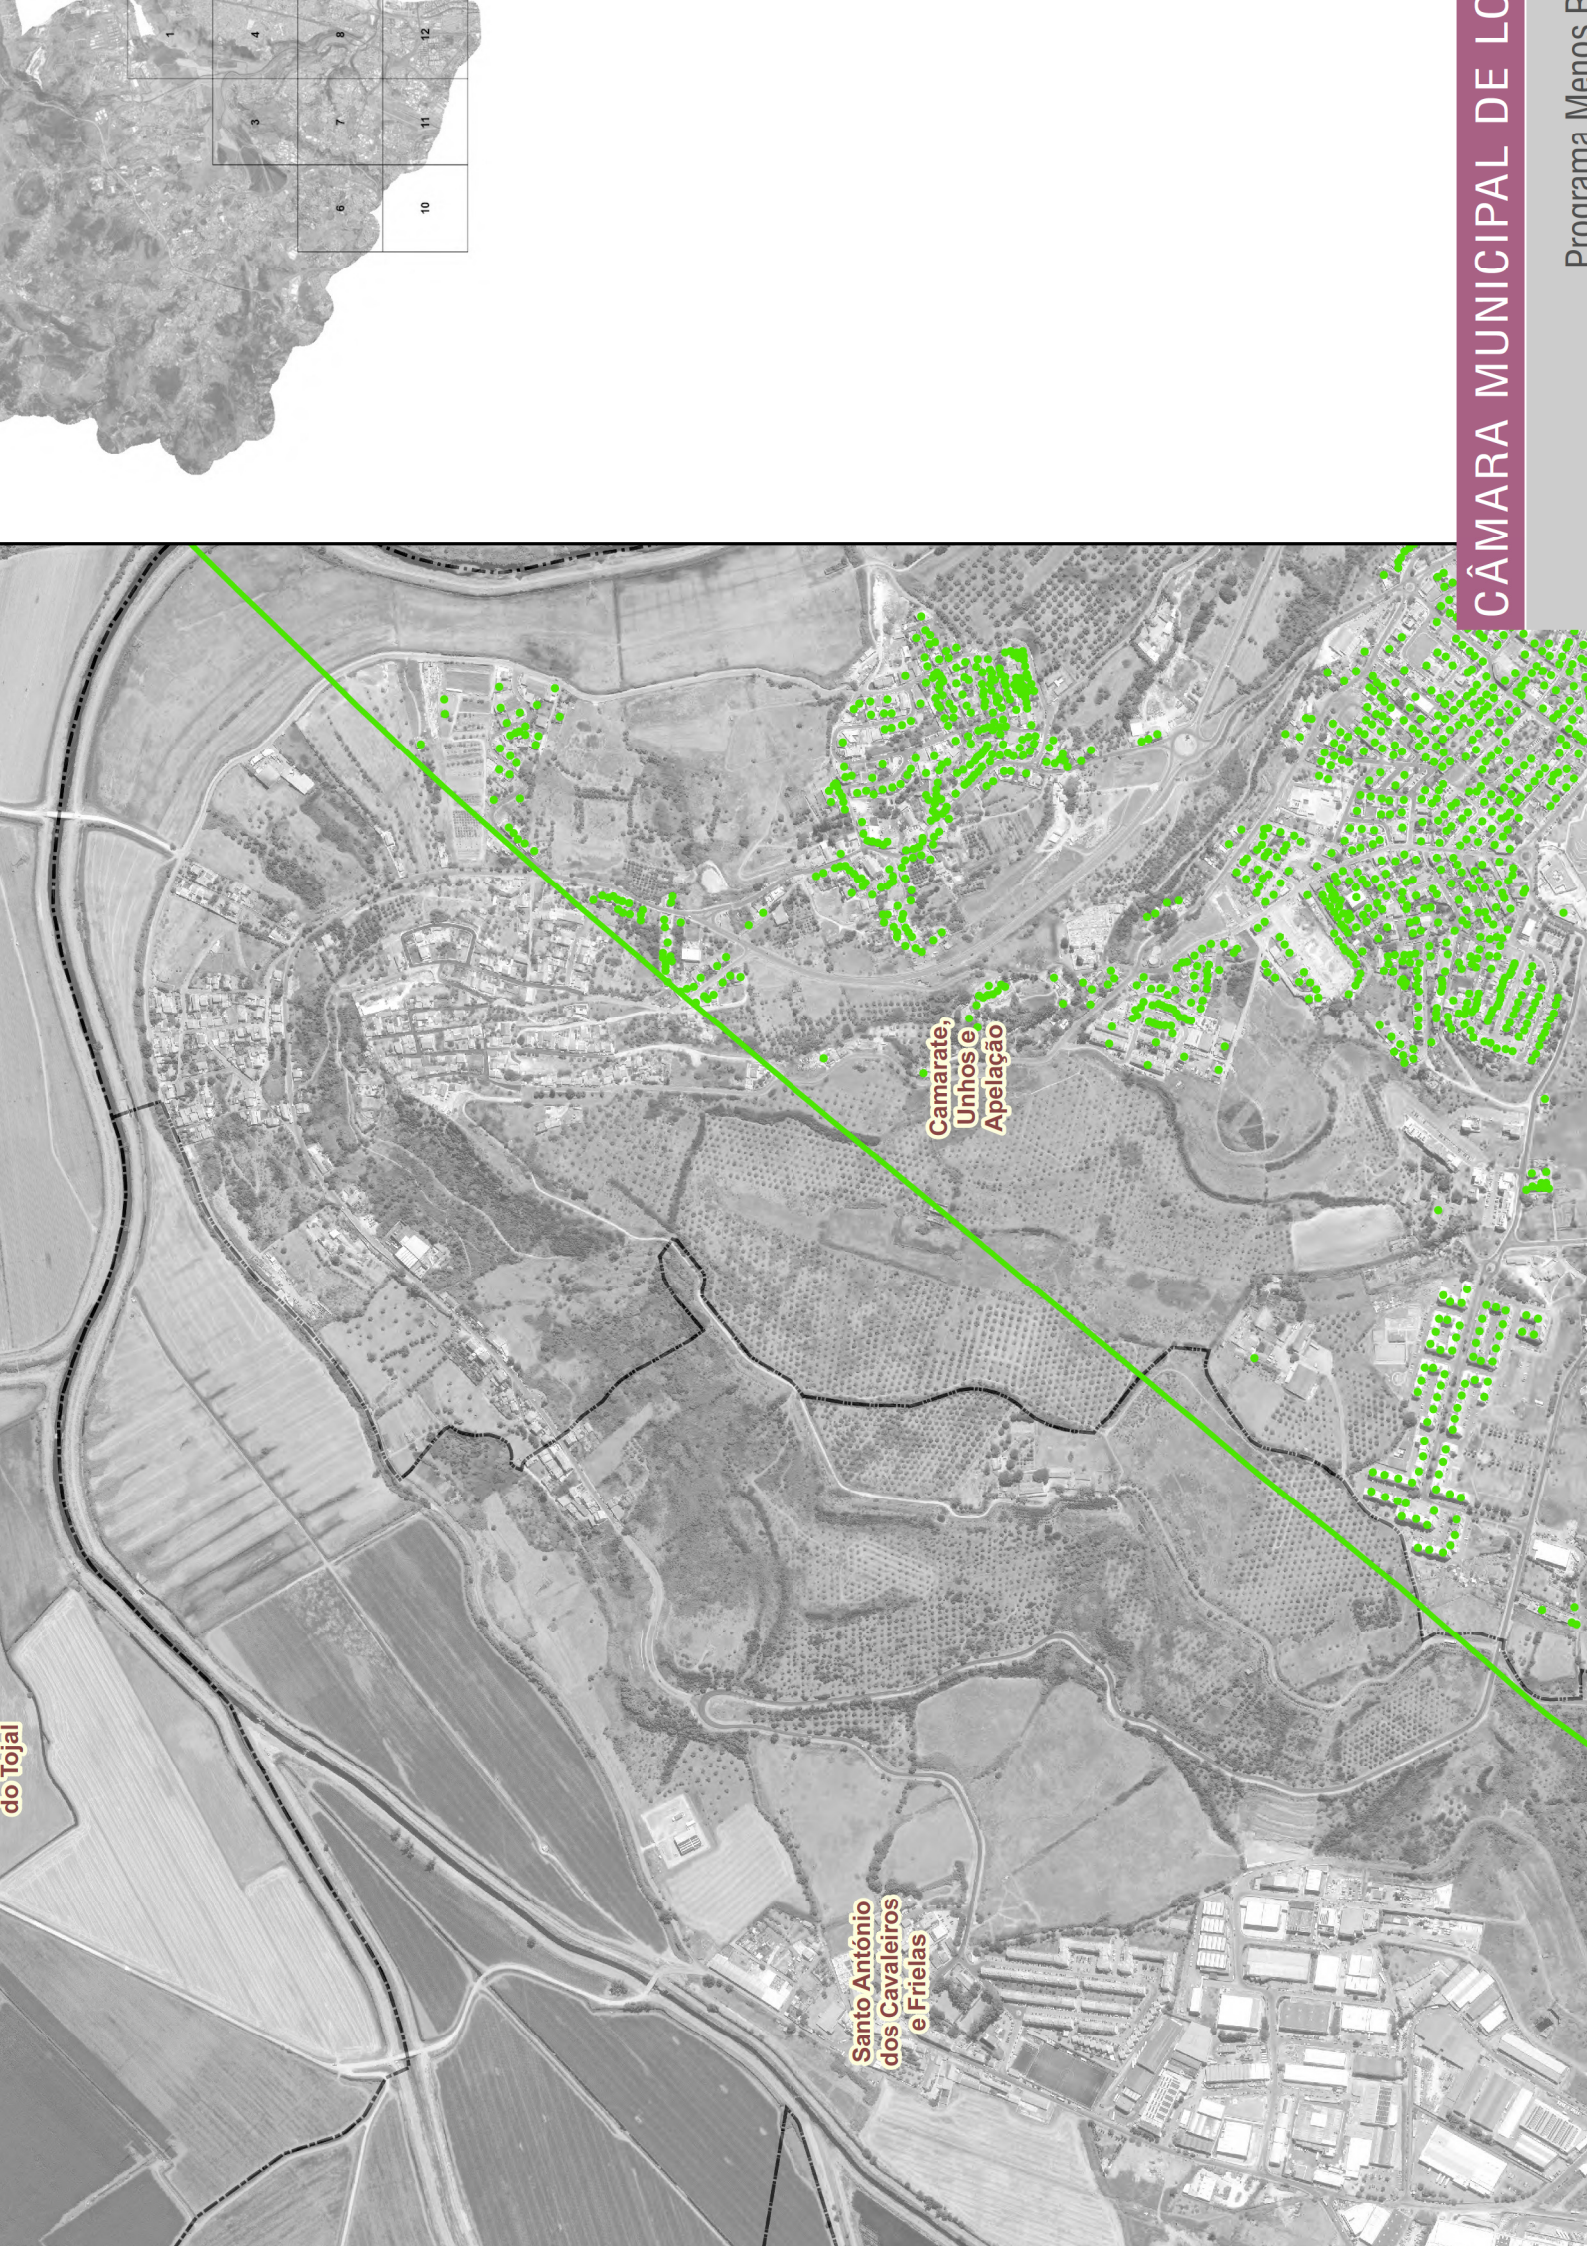 1
4
8
12
3
7
11
6
10
CÂMARA MUNICIPAL DE LO
Programa Menos
do Tojal
Camarate,
Unhos e
Apelação
Santo António
dos Cavaleiros
e Frielas